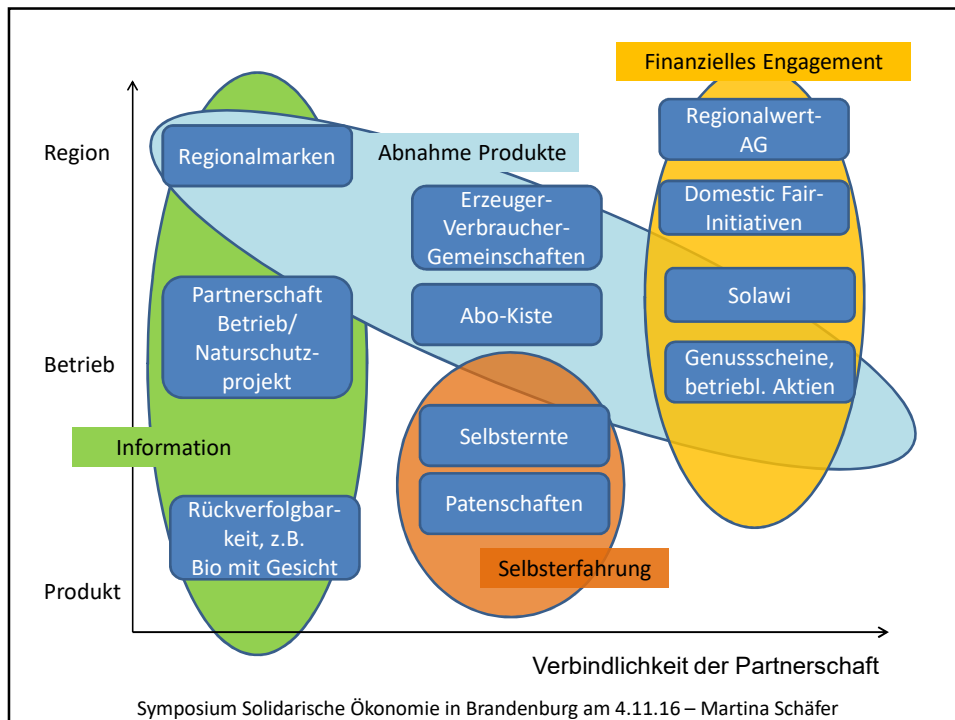 Finanzielles Engagement
Region
Regionalmarken
Abnahme Produkte
Regionalwert-
AG
Erzeuger-
Verbraucher-
Gemeinschaften
Domestic Fair-
Initiativen
Betrieb
Partnerschaft
Betrieb/
Naturschutz-
projekt
Abo-Kiste
Solawi
Genussscheine,
betriebl. Aktien
Information
Selbsternte
Patenschaften
Rückverfolgbar-
keit, z.B.
Bio mit Gesicht
Selbsterfahrung
Produkt
Verbindlichkeit der Partnerschaft
Symposium Solidarische Ökonomie in Brandenburg am 4.11.16 – Martina Schäfer